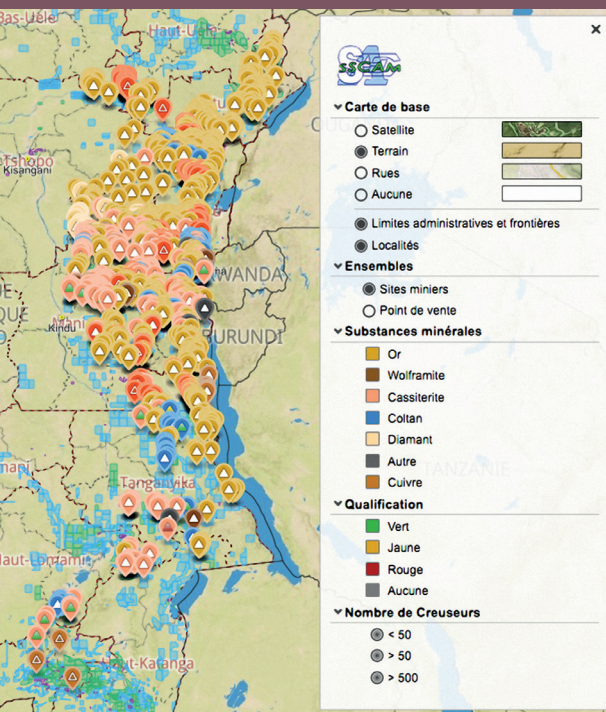 Bas-Uele
Haut-Uele
Tshopo
Kisangani
WANDA
Kindu
BURUNDI
Tanganyika
Haut-Lomami
Haut-Katanga
TANZANIE
×
SSCAM
Carte de base
Satellite
Terrain
Rues
Aucune
Limites administratives et frontières
Localités
Ensembles
Sites miniers
Point de vente
Substances minérales
Or
Wolframite
Cassiterite
Coltan
Diamant
Autre
Cuivre
Qualification
Vert
Jaune
Rouge
Aucune
Nombre de Creuseurs
< 50
> 50
> 500